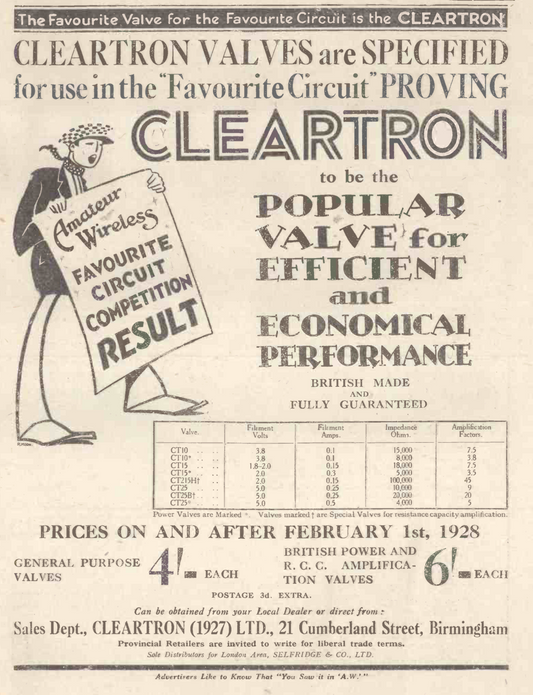 The Favourite Valve for the Favourite Circuit is the CLEARTRON
CLEARTRON VALVES are SPECIFIED
for use in the "Favourite Circuit" PROVING
CLEARTRON
to be the
POPULAR
VALVE for
EFFICIENT
and
ECONOMICAL
PERFORMANCE
Amateur
Wireless
FAVOURITE
CIRCUIT
COMPETITION
RESULT
BRITISH MADE
AND
FULLY GUARANTEED
Valve. Filament Volts Filament Amps. Impedance Ohms. Amplification Factors.
CT10 .. .. 3.8 0.1 15,000 7.5
CT10* .. .. 3.8 0.1 8,000 3.8
CT15 .. .. 1.8-2.0 0.15 18,000 7.5
CT15* .. .. 2.0 0.3 5,000 3.5
CT215H† .. 2.0 0.15 100,000 45
CT25 .. .. 5.0 0.25 10,000 9
CT25B† .. .. 5.0 0.25 20,000 20
CT25* .. .. 5.0 0.5 4,000 5
Power Valves are Marked *. Valves marked † are Special Valves for resistance capacity amplification.
PRICES ON AND AFTER FEBRUARY 1st, 1928
GENERAL PURPOSE
VALVES 4/- EACH
BRITISH POWER AND
R. C. C. AMPLIFICA-
TION VALVES 6/- EACH
POSTAGE 3d. EXTRA.
Can be obtained from your Local Dealer or direct from:
Sales Dept., CLEARTRON (1927) LTD., 21 Cumberland Street, Birmingham
Provincial Retailers are invited to write for liberal trade terms.
Sole Distributors for London Area, SELFRIDGE & CO., LTD.
Advertisers Like to Know That "You Saw it in 'A.W.'"